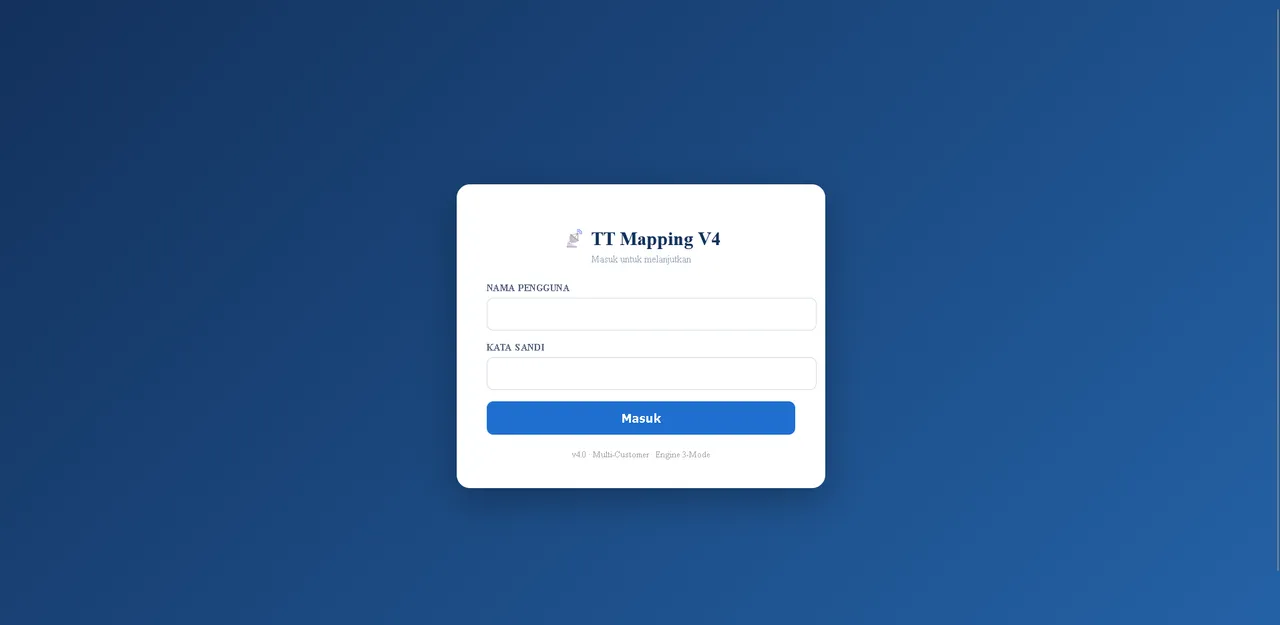 TT Mapping V4
Masuk untuk melanjutkan
NAMA PENGGUNA
KATA SANDI
Masuk
v4.0 · Multi-Customer · Engine 3-Mode